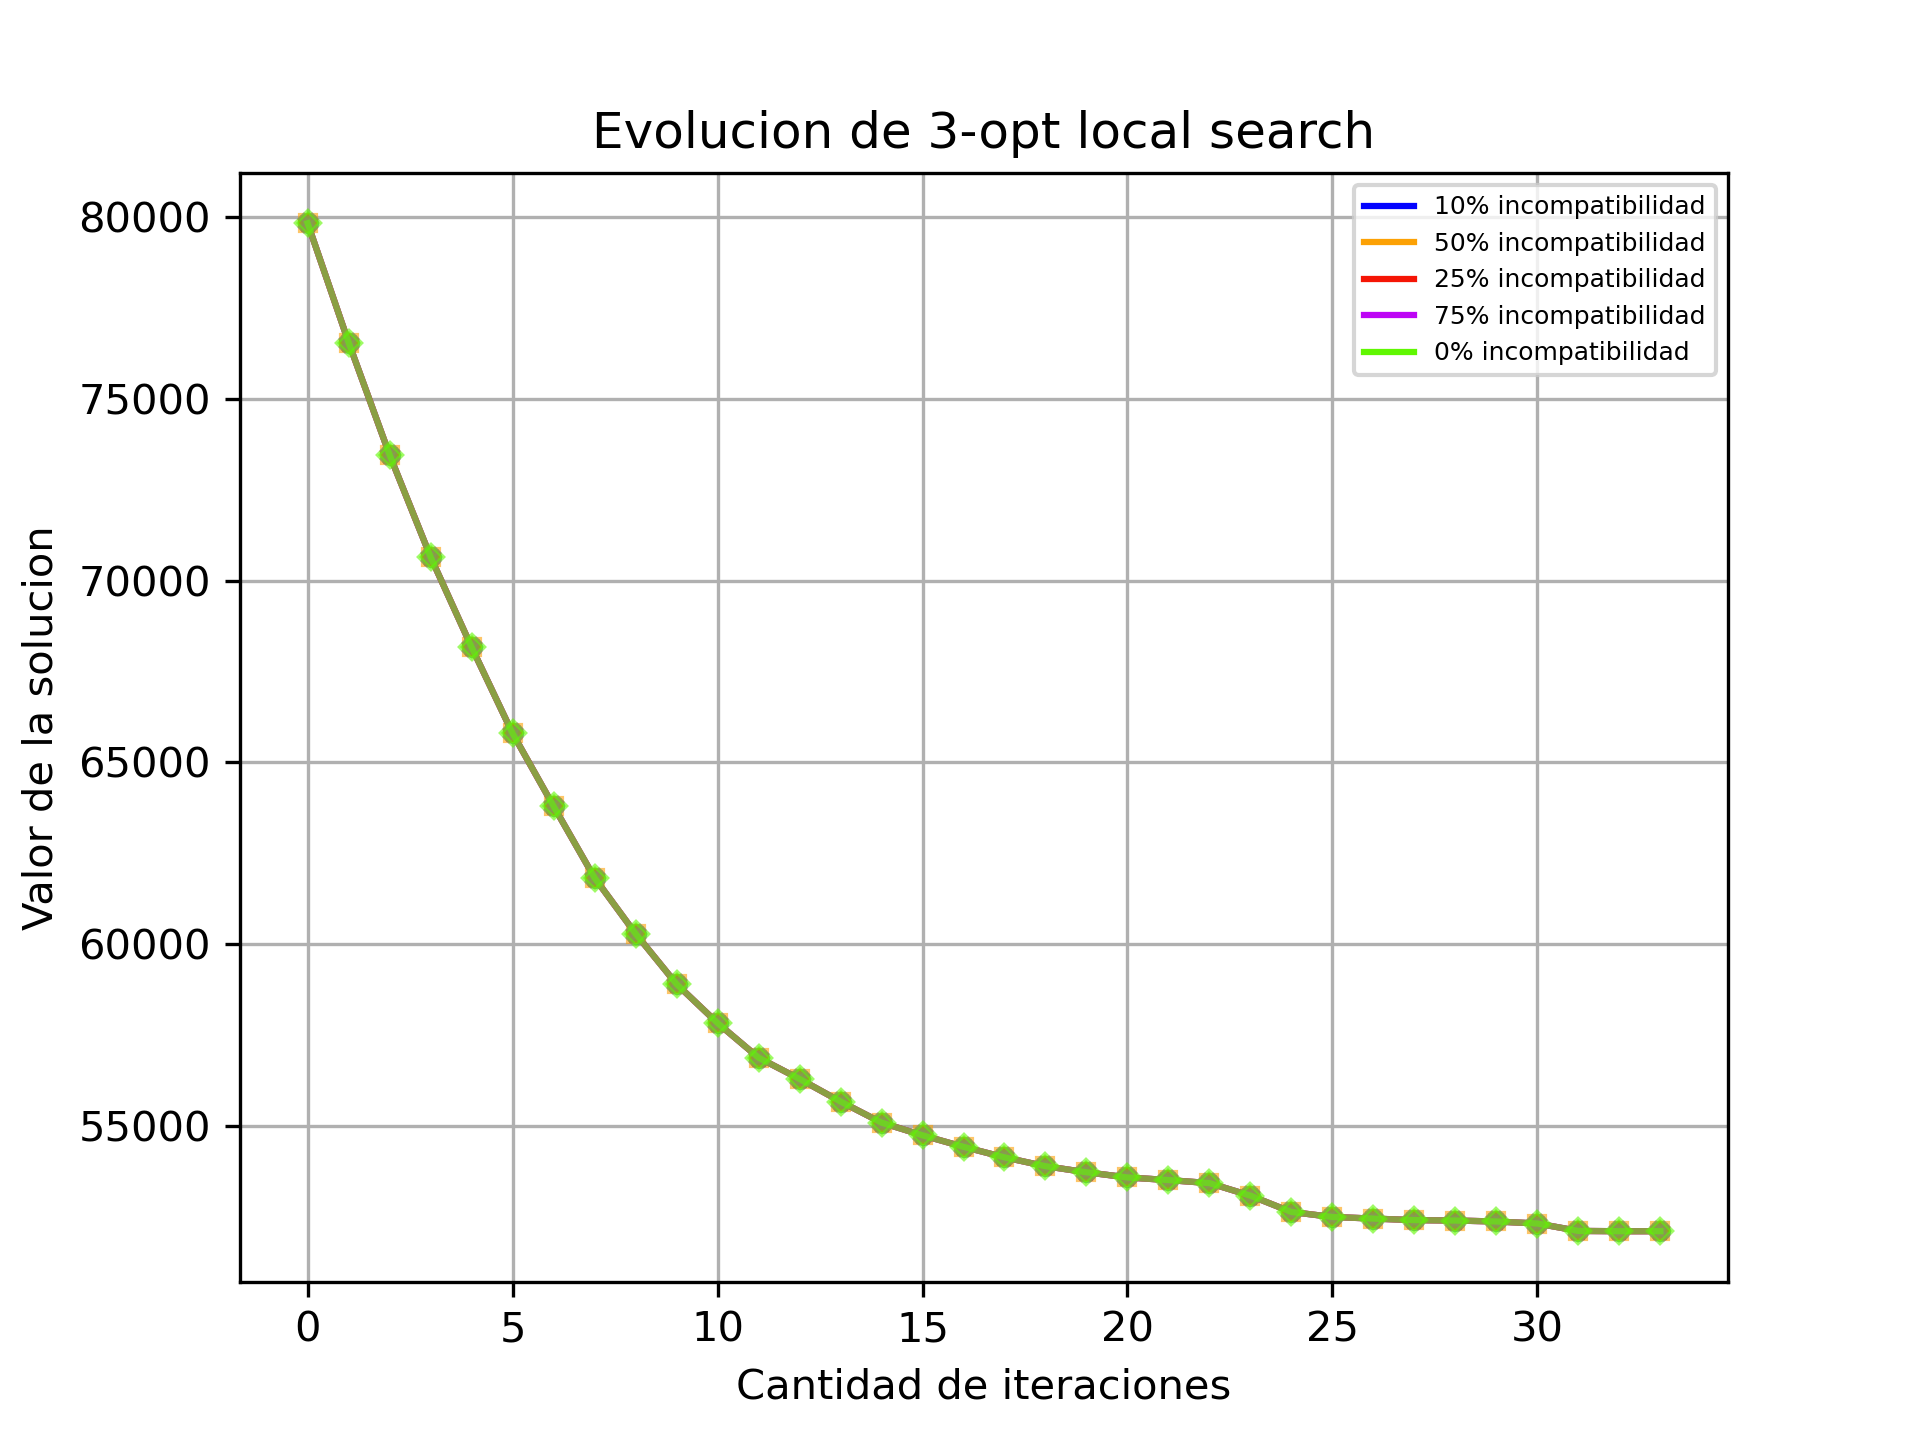 Evolucion de 3-opt local search
10% incompatibilidad
50% incompatibilidad
25% incompatibilidad
75% incompatibilidad
0% incompatibilidad
Valor de la solucion
80000
75000
70000
65000
60000
55000
0 5 10 15 20 25 30
Cantidad de iteraciones